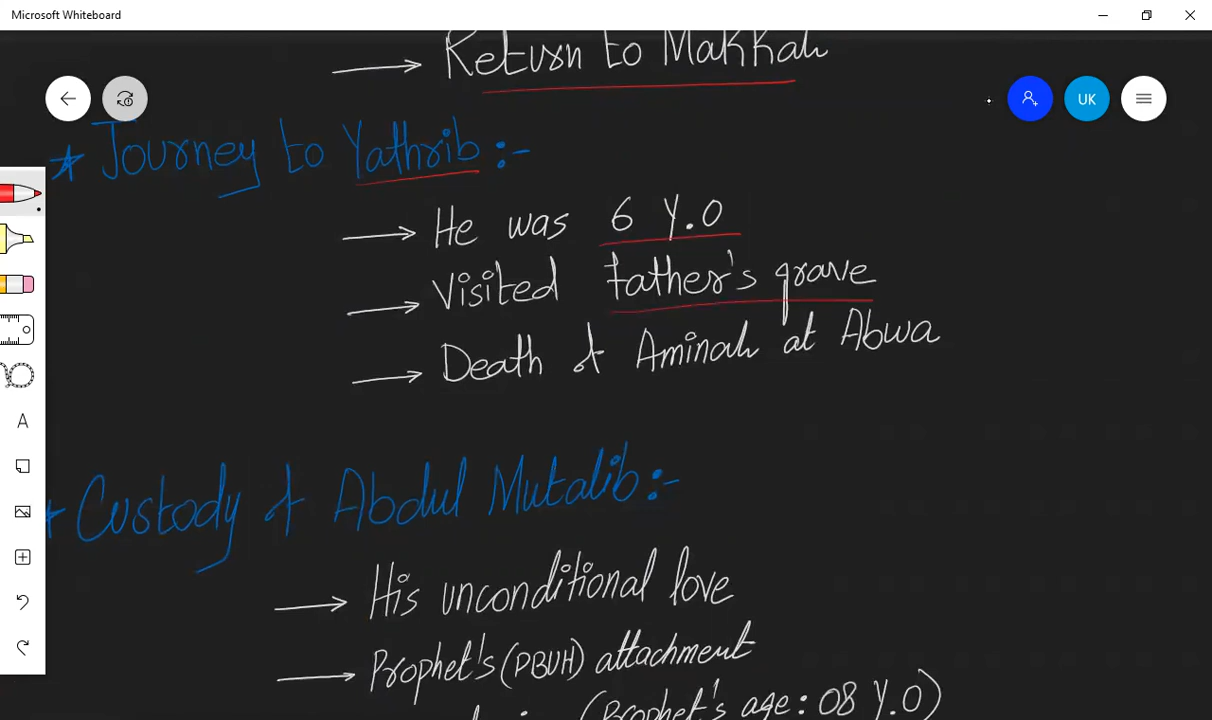 Microsoft Whiteboard
→ Return to Makkah
UK
★ Journey to Yathrib :-
→ He was 6 Y.O
→ Visited father's grave
→ Death of Aminah at Abwa
A
★ Custody of Abdul Mutalib :-
→ His unconditional love
→ Prophet's (PBUH) attachment
(Prophet's age: 08 Y.O)